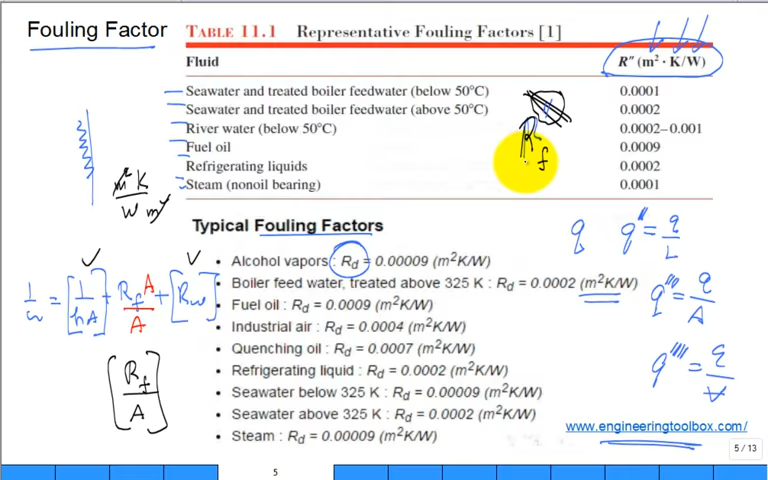 Fouling Factor
TABLE 11.1 Representative Fouling Factors [1]
Fluid R″ (m² · K/W)
Seawater and treated boiler feedwater (below 50°C) 0.0001
Seawater and treated boiler feedwater (above 50°C) 0.0002
River water (below 50°C) 0.0002–0.001
Fuel oil 0.0009
Refrigerating liquids 0.0002
Steam (nonoil bearing) 0.0001
R f
m² K
W m²
Typical Fouling Factors
Alcohol vapors : Rd = 0.00009 (m²K/W)
Boiler feed water, treated above 325 K : Rd = 0.0002 (m²K/W)
Fuel oil : Rd = 0.0009 (m²K/W)
Industrial air : Rd = 0.0004 (m²K/W)
Quenching oil : Rd = 0.0007 (m²K/W)
Refrigerating liquid : Rd = 0.0002 (m²K/W)
Seawater below 325 K : Rd = 0.00009 (m²K/W)
Seawater above 325 K : Rd = 0.0002 (m²K/W)
Steam : Rd = 0.00009 (m²K/W)
[Rf/A]
q q″ = q/L
q‴ = q/A
q⁗ = q/V
www.engineeringtoolbox.com/
5 / 13
5